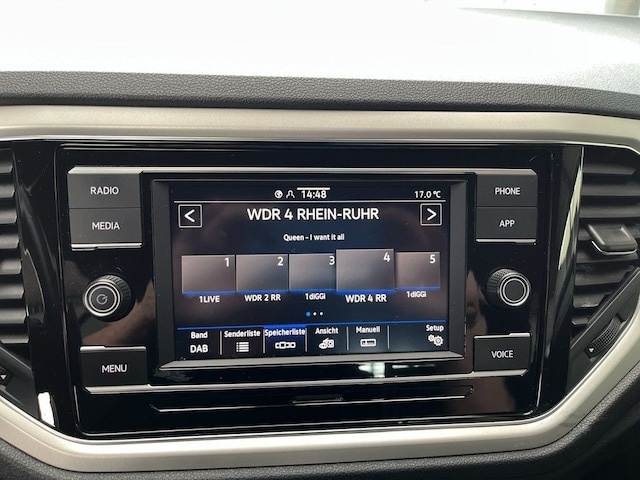 RADIO
MEDIA
MENU
14:48
17.0 °C
< WDR 4 RHEIN-RUHR >
Queen - I want it all
1 2 3 4 5
1LIVE WDR 2 RR 1diGGi WDR 4 RR 1diGGi
Band Senderliste Speicherliste Ansicht Manuell Setup
DAB
PHONE
APP
VOICE